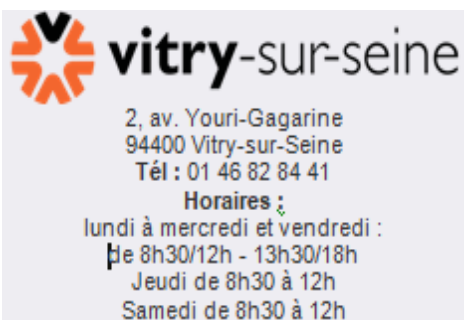 vitry-sur-seine
2, av. Youri-Gagarine
94400 Vitry-sur-Seine
Tél : 01 46 82 84 41
Horaires :
lundi à mercredi et vendredi :
de 8h30/12h - 13h30/18h
Jeudi de 8h30 à 12h
Samedi de 8h30 à 12h